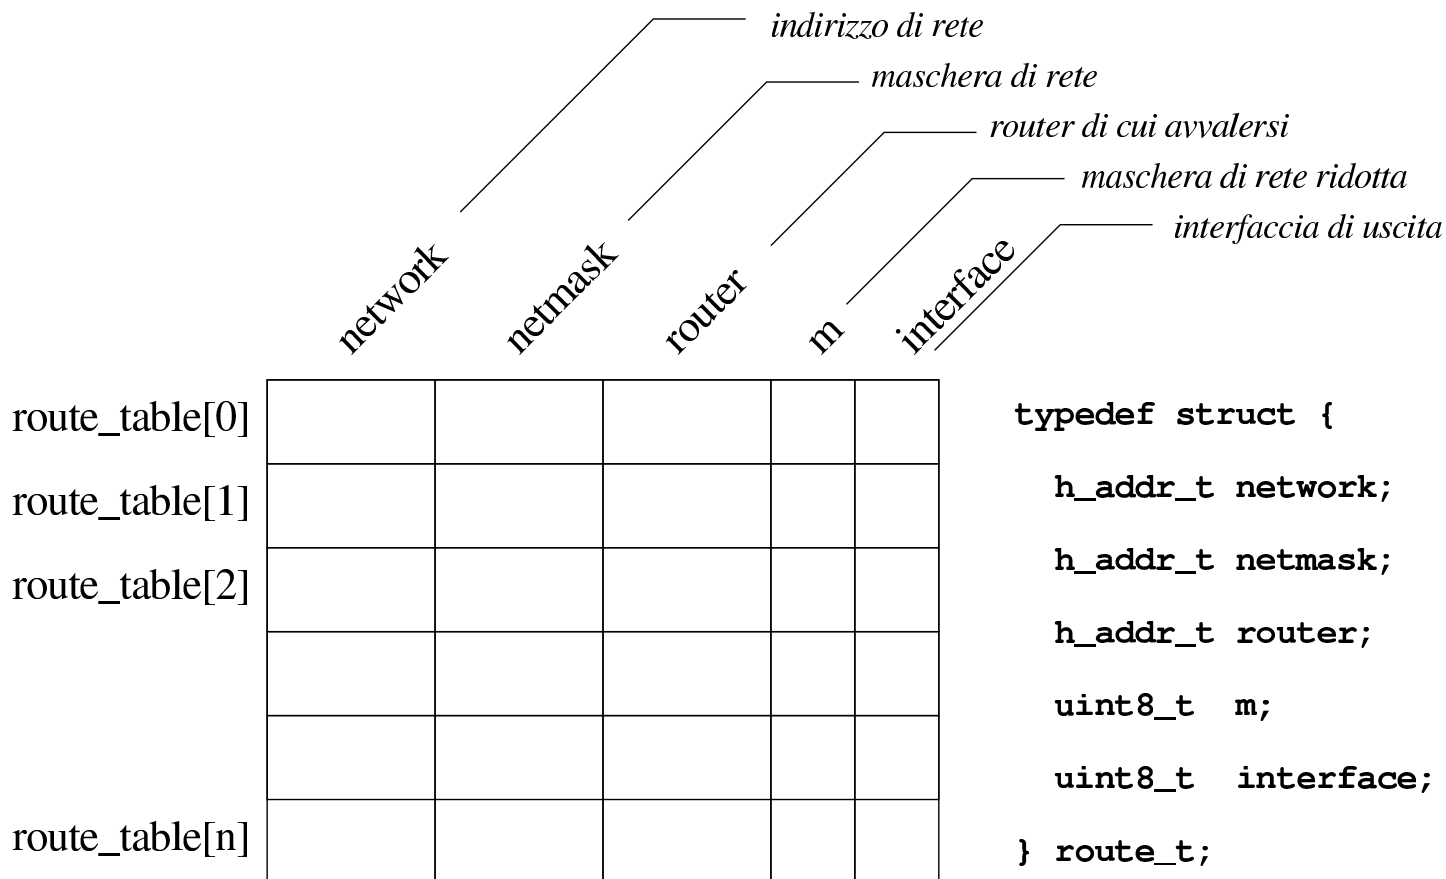 indirizzo di rete
maschera di rete
router di cui avvalersi
maschera di rete ridotta
interfaccia di uscita
network
netmask
router
m
interface
route_table[0]
route_table[1]
route_table[2]
route_table[n]
typedef struct {
h_addr_t network;
h_addr_t netmask;
h_addr_t router;
uint8_t m;
uint8_t interface;
} route_t;